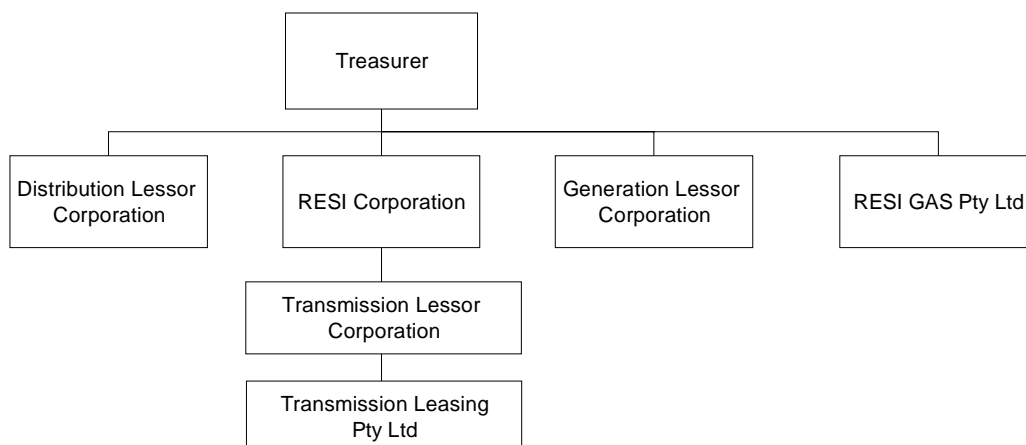 Treasurer
Distribution Lessor
Corporation
RESI Corporation
Generation Lessor
Corporation
RESI GAS Pty Ltd
Transmission Lessor
Corporation
Transmission Leasing
Pty Ltd